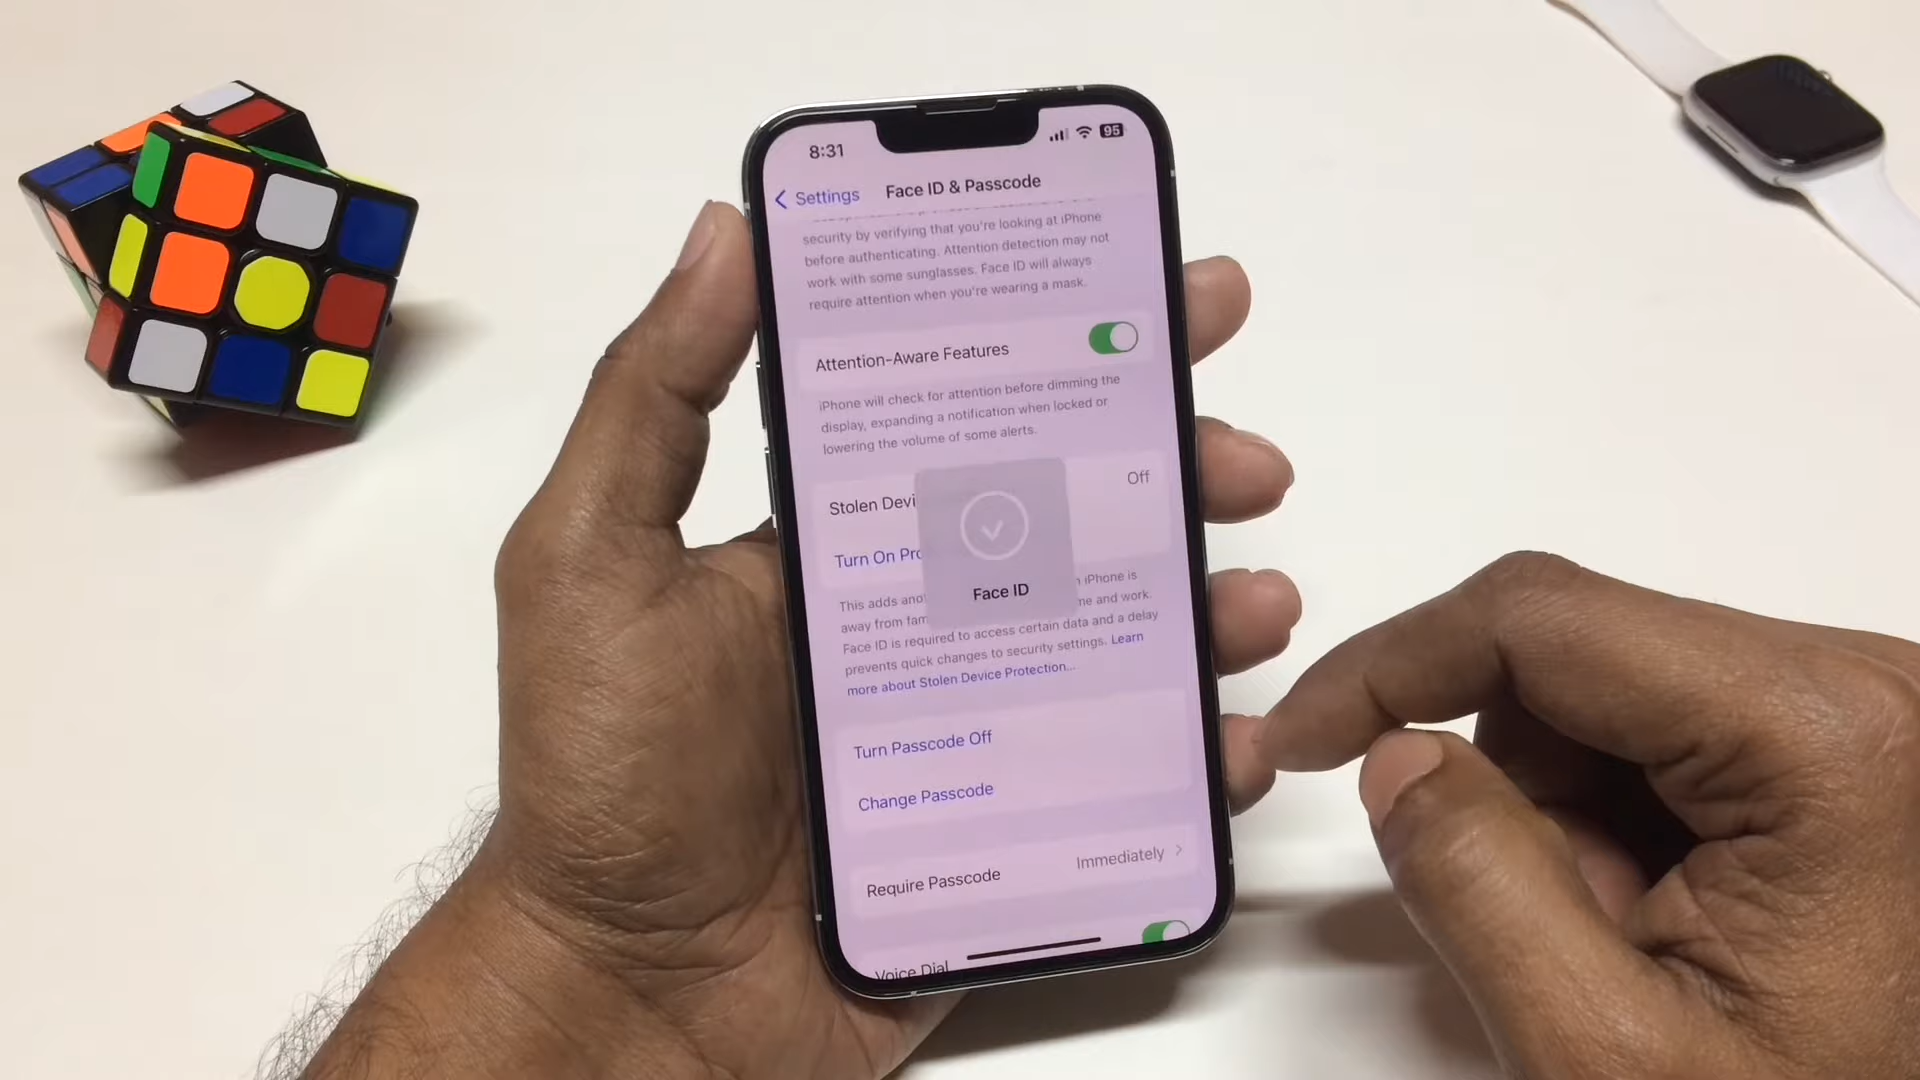 8:31
95
Settings
Face ID & Passcode
security by verifying that you're looking at iPhone
before authenticating. Attention detection may not
work with some sunglasses. Face ID will always
require attention when you're wearing a mask.
Attention-Aware Features
iPhone will check for attention before dimming the
display, expanding a notification when locked or
lowering the volume of some alerts.
Stolen Devi
Off
Turn On Pro
Face ID
This adds ano iPhone is
away from fam me and work.
Face ID is required to access certain data and a delay
prevents quick changes to security settings. Learn
more about Stolen Device Protection...
Turn Passcode Off
Change Passcode
Require Passcode
Immediately
Voice Dial